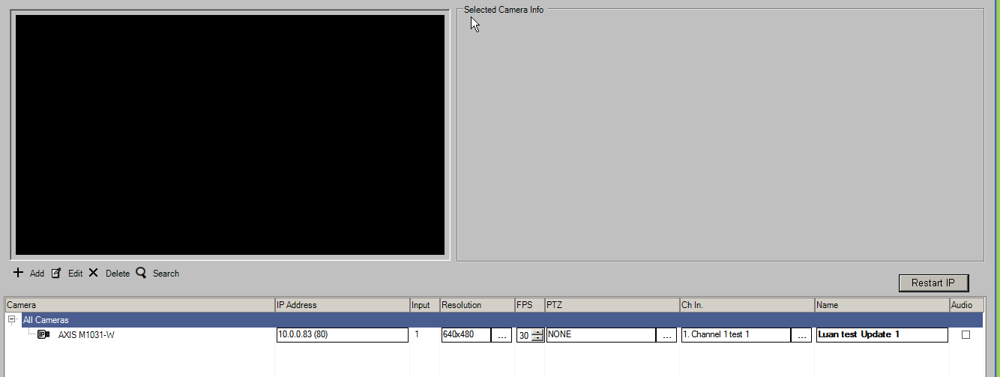 Selected Camera Info
Add Edit Delete Search
Restart IP
Camera IP Address Input Resolution FPS PTZ Ch In. Name Audio
All Cameras
IP AXIS M1031-W 10.0.0.83 (80) 1 640x480 ... 30 NONE ... 1. Channel 1 test 1 ... Luan test Update 1